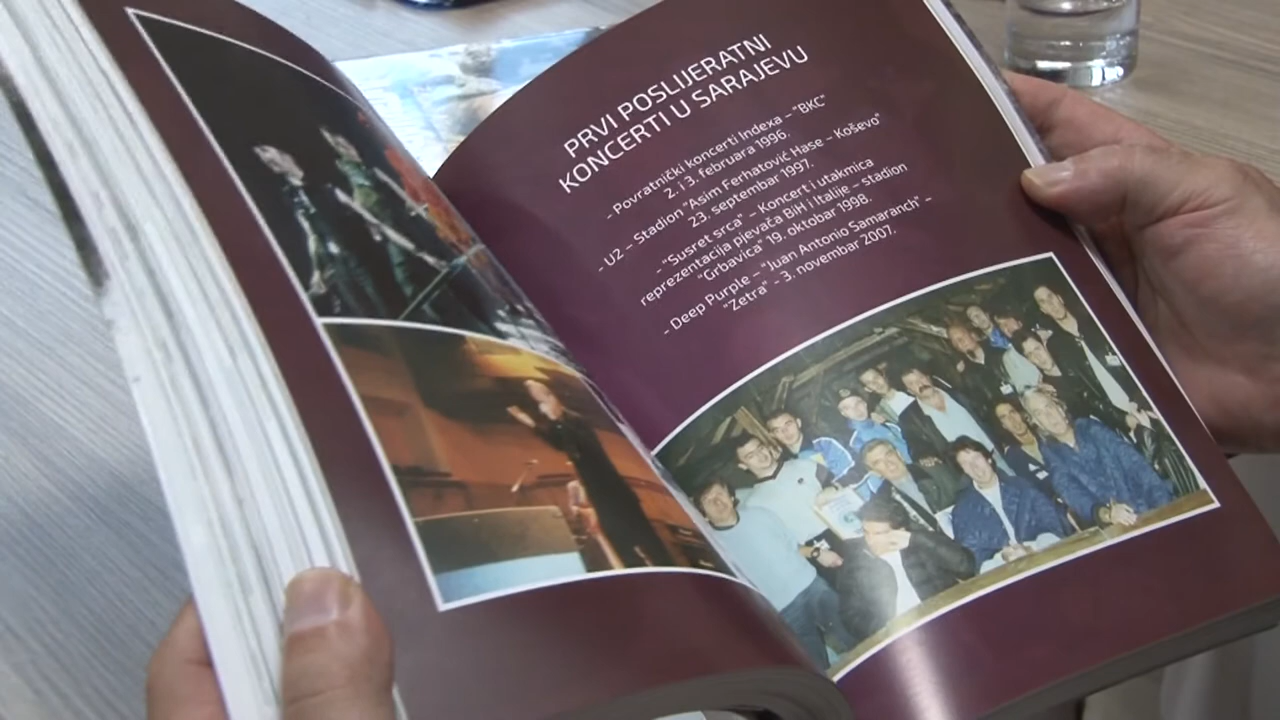 PRVI POSLIJERATNI
KONCERTI U SARAJEVU
- Povratnički koncerti Indexa – "BKC"
2. i 3. februara 1996.
- U2 – Stadion "Asim Ferhatović Hase – Koševo"
23. septembar 1997.
- "Susret srca" – Koncert i utakmica
reprezentacija pjevača BiH i Italije – stadion
"Grbavica" 19. oktobar 1998.
- Deep Purple – "Juan Antonio Samaranch" –
"Zetra" - 3. novembar 2007.